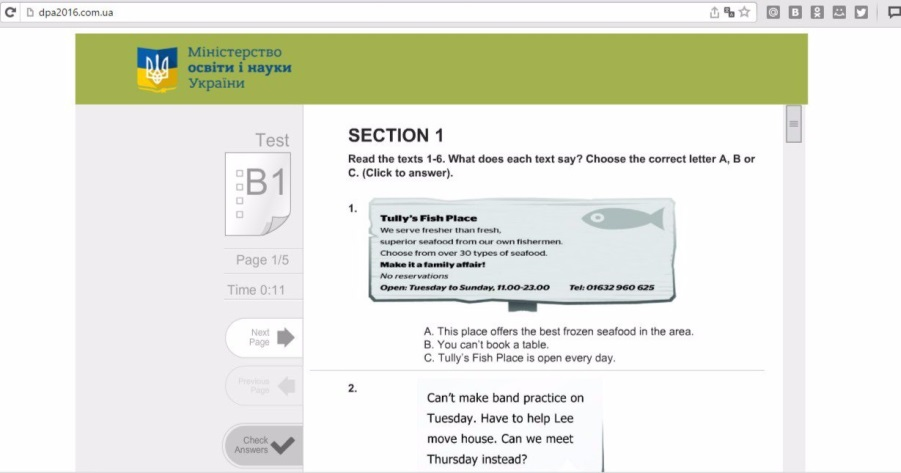 dpa2016.com.ua
Міністерство
освіти і науки
України
Test
B1
Page 1/5
Time 0:11
Next
Page
Previous
Page
Check
Answers
SECTION 1
Read the texts 1-6. What does each text say? Choose the correct letter A, B or
C. (Click to answer).
1.
Tully's Fish Place
We serve fresher than fresh,
superior seafood from our own fishermen.
Choose from over 30 types of seafood.
Make it a family affair!
No reservations
Open: Tuesday to Sunday, 11.00-23.00 Tel: 01632 960 625
A. This place offers the best frozen seafood in the area.
B. You can't book a table.
C. Tully's Fish Place is open every day.
2.
Can't make band practice on
Tuesday. Have to help Lee
move house. Can we meet
Thursday instead?